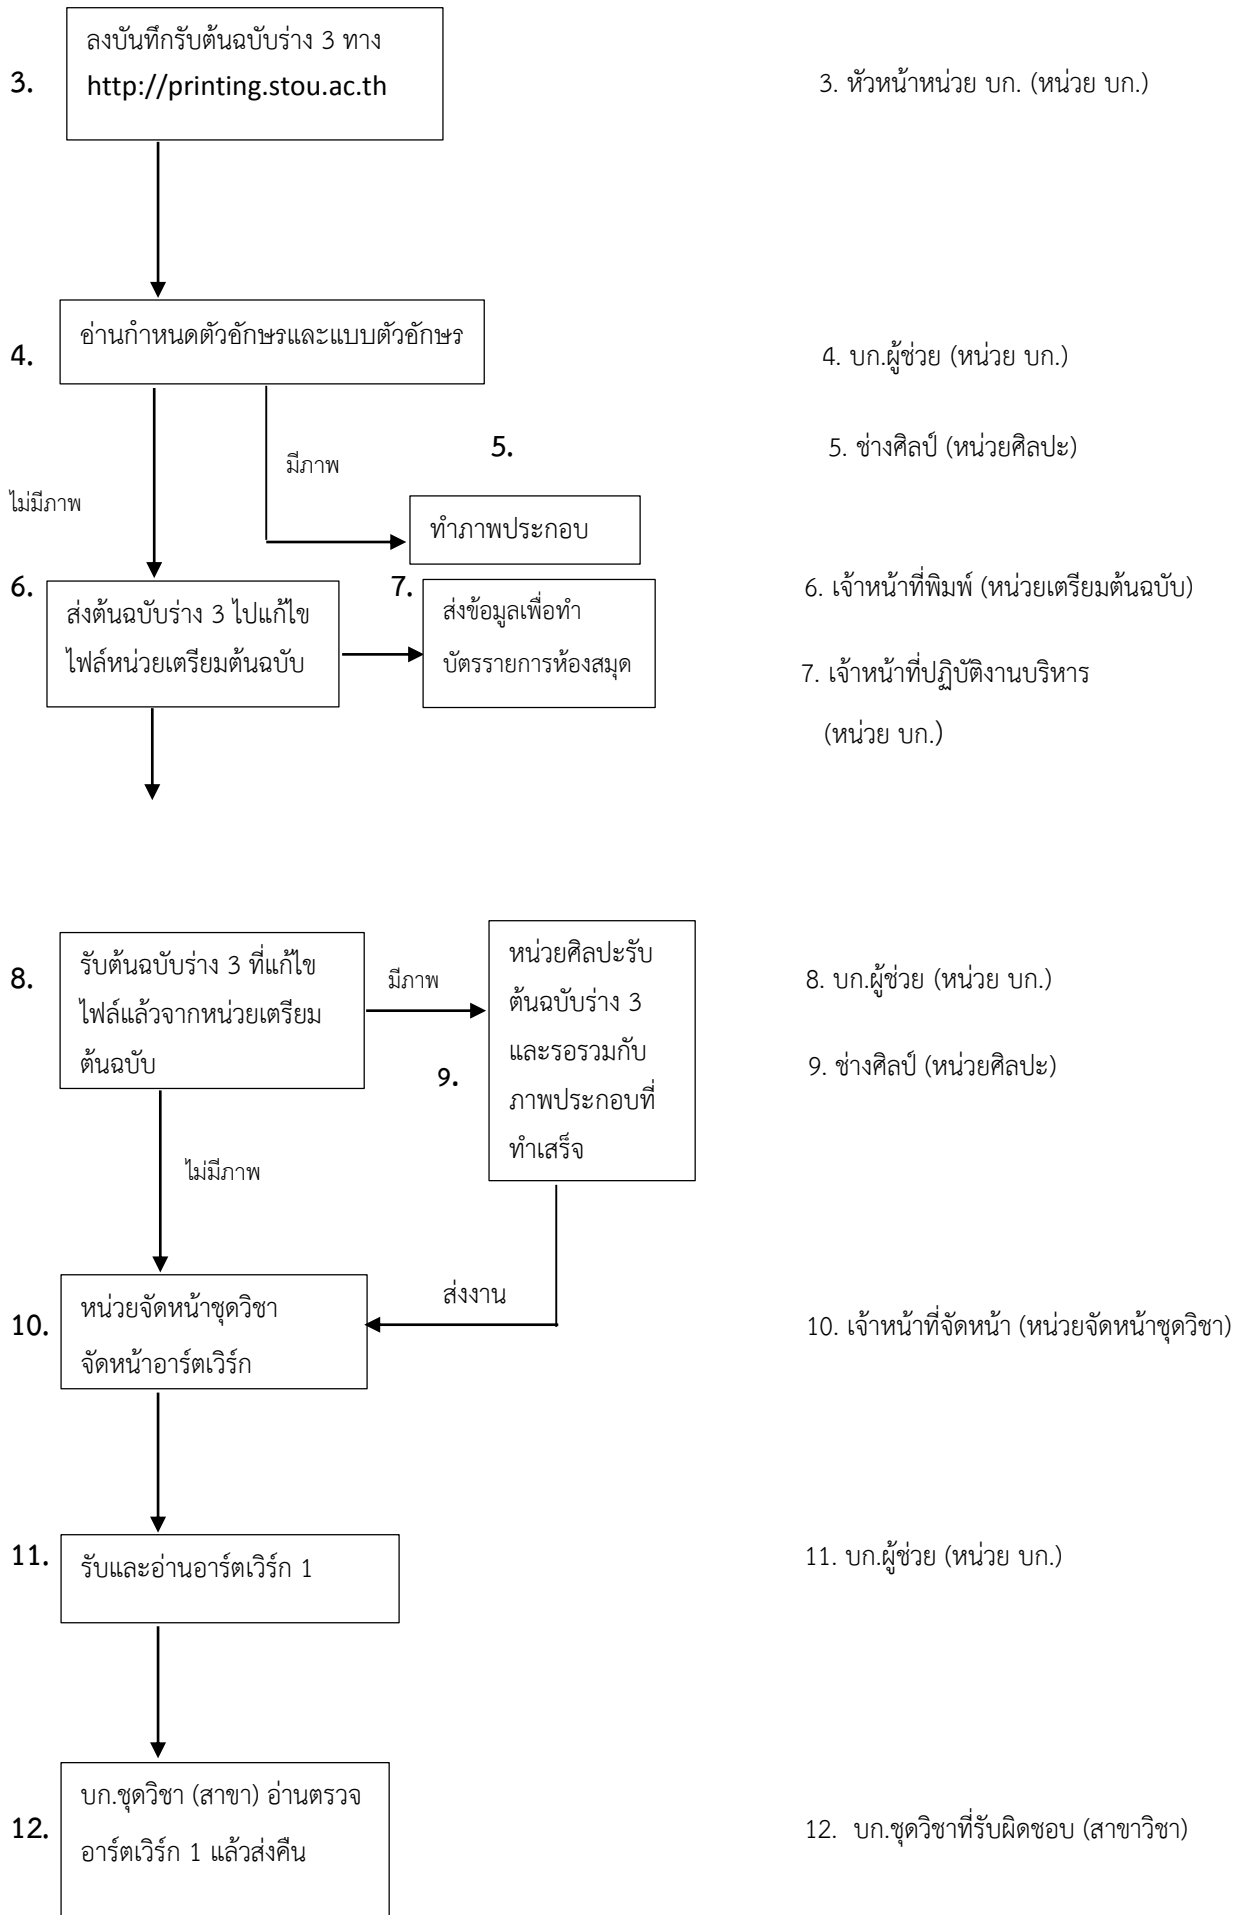 ลงบันทึกรับต้นฉบับร่าง 3 ทาง
3. http://printing.stou.ac.th
3. หัวหน้าหน่วย บก. (หน่วย บก.)
อ่านกำหนดตัวอักษรและแบบตัวอักษร
4.
4. บก.ผู้ช่วย (หน่วย บก.)
5.
5. ช่างศิลป์ (หน่วยศิลปะ)
มีภาพ
ไม่มีภาพ
ทำภาพประกอบ
6.
ส่งต้นฉบับร่าง 3 ไปแก้ไข
ไฟล์หน่วยเตรียมต้นฉบับ
7.
ส่งข้อมูลเพื่อทำ
บัตรรายการห้องสมุด
6. เจ้าหน้าที่พิมพ์ (หน่วยเตรียมต้นฉบับ)
7. เจ้าหน้าที่ปฏิบัติงานบริหาร
(หน่วย บก.)
8.
รับต้นฉบับร่าง 3 ที่แก้ไข
ไฟล์แล้วจากหน่วยเตรียม
ต้นฉบับ
มีภาพ
9.
หน่วยศิลปะรับ
ต้นฉบับร่าง 3
และรอรวมกับ
ภาพประกอบที่
ทำเสร็จ
8. บก.ผู้ช่วย (หน่วย บก.)
9. ช่างศิลป์ (หน่วยศิลปะ)
ไม่มีภาพ
ส่งงาน
10.
หน่วยจัดหน้าชุดวิชา
จัดหน้าอาร์ตเวิร์ก
10. เจ้าหน้าที่จัดหน้า (หน่วยจัดหน้าชุดวิชา)
11.
รับและอ่านอาร์ตเวิร์ก 1
11. บก.ผู้ช่วย (หน่วย บก.)
12.
บก.ชุดวิชา (สาขา) อ่านตรวจ
อาร์ตเวิร์ก 1 แล้วส่งคืน
12. บก.ชุดวิชาที่รับผิดชอบ (สาขาวิชา)